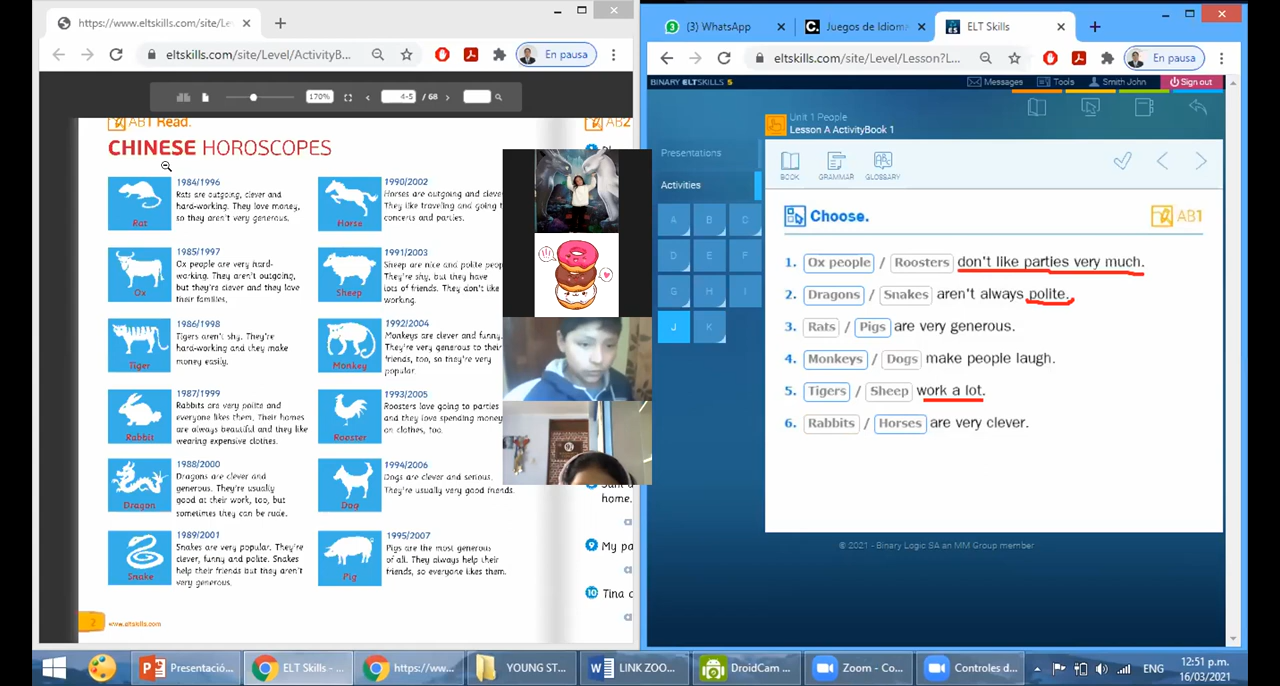 https://www.eltskills.com/site/Le
eltskills.com/site/Level/ActivityB...
En pausa
170%
4-5 / 68
AB1 Read.
AB2
CHINESE HOROSCOPES
Rat
1984/1996
Rats are outgoing, clever and
hard-working. They love money,
so they aren't very generous.
Ox
1985/1997
Ox people are very hard-
working. They aren't outgoing,
but they're clever and they love
their families.
Tiger
1986/1998
Tigers aren't shy. They're
hard-working and they make
money easily.
Rabbit
1987/1999
Rabbits are very polite and
everyone likes them. Their homes
are always beautiful and they like
wearing expensive clothes.
Dragon
1988/2000
Dragons are clever and
generous. They're usually
good at their work, too, but
sometimes they can be rude.
Snake
1989/2001
Snakes are very popular. They're
clever, funny and polite. Snakes
help their friends but they aren't
very generous.
Horse
1990/2002
Horses are outgoing and cleve
They like traveling and going t
concerts and parties.
Sheep
1991/2003
Sheep are nice and polite peop
They're shy, but they have
lots of friends. They don't like
working.
Monkey
1992/2004
Monkeys are clever and funny.
They're very generous to their
friends, too, so they're very
popular.
Rooster
1993/2005
Roosters love going to parties
and they love spending money
on clothes, too.
Dog
1994/2006
Dogs are clever and serious.
They're usually very good friends.
Pig
1995/2007
Pigs are the most generous
of all. They always help their
friends, so everyone likes them.
home.
9 My pa
10 Tina c
2 www.eltskills.com
(3) WhatsApp
Juegos de Idiom
ELT Skills
eltskills.com/site/Level/Lesson?L...
En pausa
BINARY ELTSKILLS 5
Messages
Tools
Smith John
Sign out
Unit 1 People
Lesson A ActivityBook 1
Presentations
Activities
A B C
D E F
G H I
J K
BOOK
GRAMMAR
GLOSSARY
Choose.
AB1
1. Ox people / Roosters don't like parties very much.
2. Dragons / Snakes aren't always polite.
3. Rats / Pigs are very generous.
4. Monkeys / Dogs make people laugh.
5. Tigers / Sheep work a lot.
6. Rabbits / Horses are very clever.
© 2021 - Binary Logic SA an MM Group member
Presentació...
ELT Skills - ...
https://ww...
YOUNG ST...
LINK ZOO...
DroidCam ...
Zoom - Co...
Controles d...
ENG
12:51 p.m.
16/03/2021